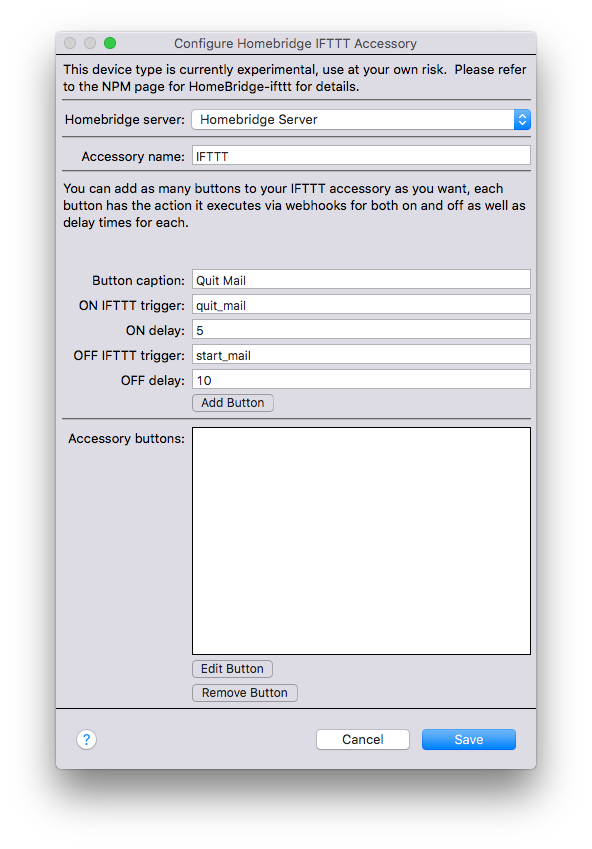 Configure Homebridge IFTTT Accessory
This device type is currently experimental, use at your own risk.  Please refer
to the NPM page for HomeBridge-ifttt for details.
Homebridge server: Homebridge Server
Accessory name: IFTTT
You can add as many buttons to your IFTTT accessory as you want, each
button has the action it executes via webhooks for both on and off as well as
delay times for each.
Button caption: Quit Mail
ON IFTTT trigger: quit_mail
ON delay: 5
OFF IFTTT trigger: start_mail
OFF delay: 10
Add Button
Accessory buttons:
Edit Button
Remove Button
? Cancel Save